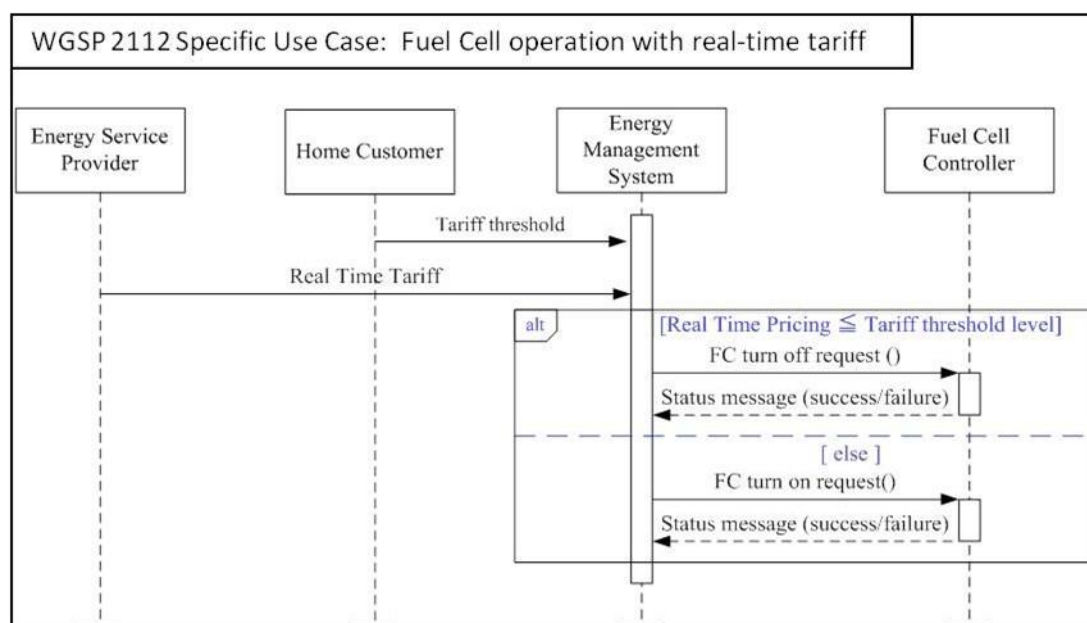 WGSP 2112 Specific Use Case: Fuel Cell operation with real-time tariff
Energy Service
Provider
Home Customer
Energy
Management
System
Fuel Cell
Controller
Tariff threshold
Real Time Tariff
alt
[Real Time Pricing ≦ Tariff threshold level]
FC turn off request ()
Status message (success/failure)
[ else ]
FC turn on request()
Status message (success/failure)